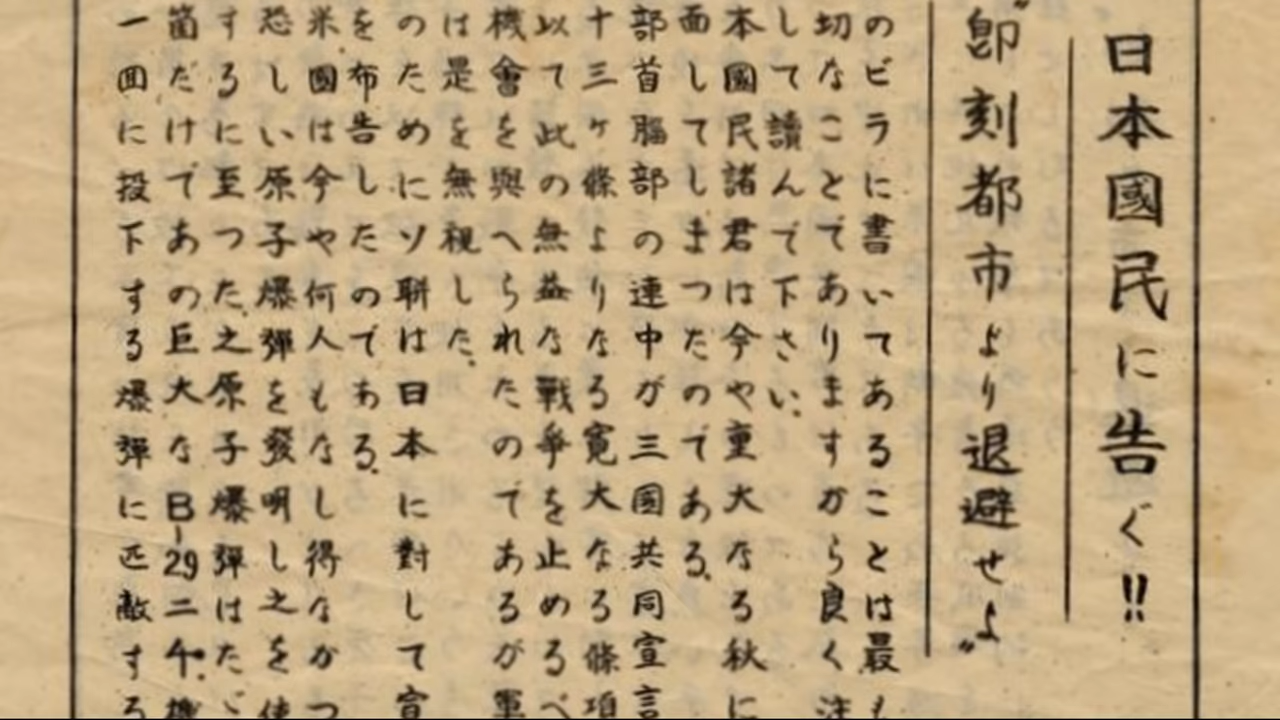 日本國民に告ぐ‼
"即刻都市より退避せよ"
のビラに書いてあることは最も
切なことでありますから良く注
して讀んで下さい。
本國民諸君は今や重大なる秋に
面してしまつたのである。
部首腦部の連中が三国共同宣言
十三ヶ條よりなる寛大なる條項
以て此の無益な戰爭を止めるべ
機會を與へられたのであるが軍
は是を無視した。
のためにソ聯は日本に對して宣
を布告したのである。
米國は今や何人もなし得なかつ
恐しい原子爆彈を發明し之を使
するに至つた。之原子爆彈はたゞ
箇だけであの巨大なB-29二千機
一回に投下する爆彈に匹敵する